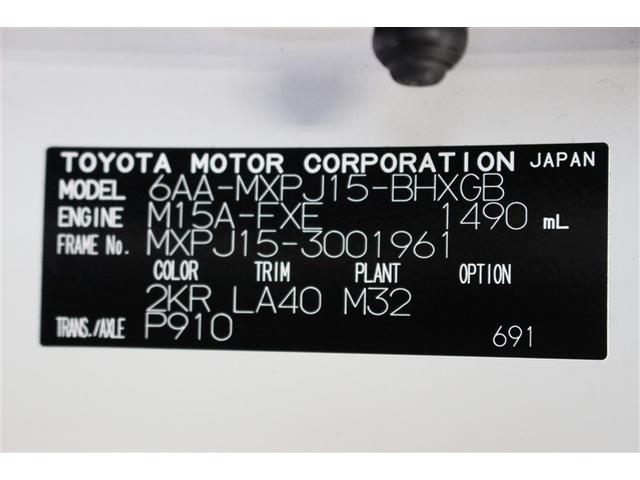 TOYOTA MOTOR CORPORATION JAPAN
MODEL 6AA-MXPJ15-BHXGB
ENGINE M15A-FXE 1490 mL
FRAME No. MXPJ15-3001961
COLOR TRIM PLANT OPTION
2KR LA40 M32
TRANS./AXLE P910 691